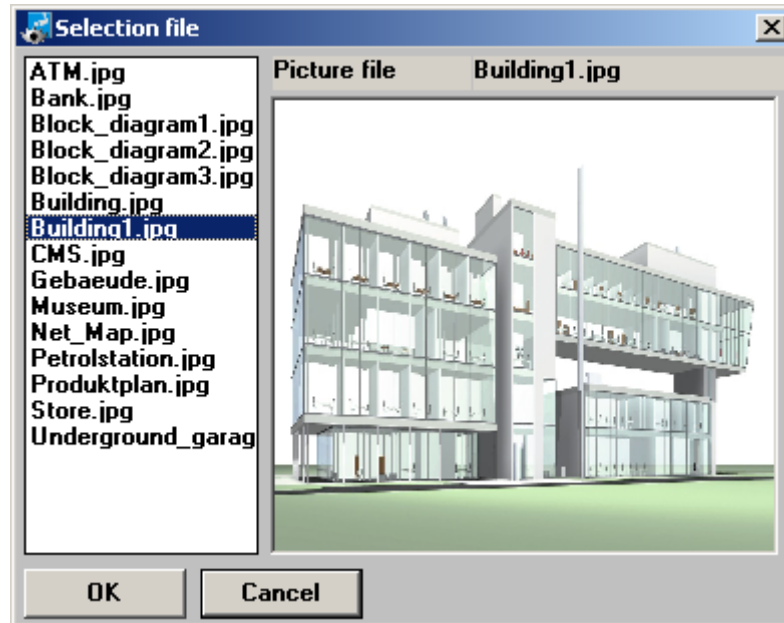 Selection file
ATM.jpg
Bank.jpg
Block_diagram1.jpg
Block_diagram2.jpg
Block_diagram3.jpg
Building.jpg
Building1.jpg
CMS.jpg
Gebaeude.jpg
Museum.jpg
Net_Map.jpg
Petrolstation.jpg
Produktplan.jpg
Store.jpg
Underground_garag
Picture file Building1.jpg
OK Cancel